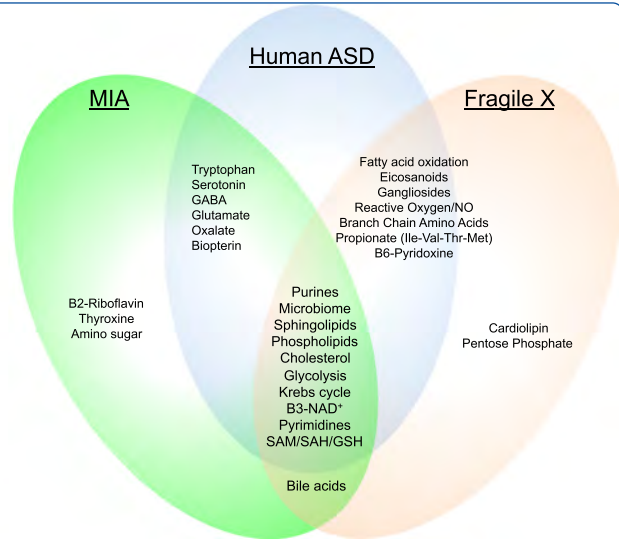 Human ASD
MIA
Fragile X
Tryptophan
Serotonin
GABA
Glutamate
Oxalate
Biopterin
Fatty acid oxidation
Eicosanoids
Gangliosides
Reactive Oxygen/NO
Branch Chain Amino Acids
Propionate (Ile-Val-Thr-Met)
B6-Pyridoxine
B2-Riboflavin
Thyroxine
Amino sugar
Purines
Microbiome
Sphingolipids
Phospholipids
Cholesterol
Glycolysis
Krebs cycle
B3-NAD⁺
Pyrimidines
SAM/SAH/GSH
Cardiolipin
Pentose Phosphate
Bile acids